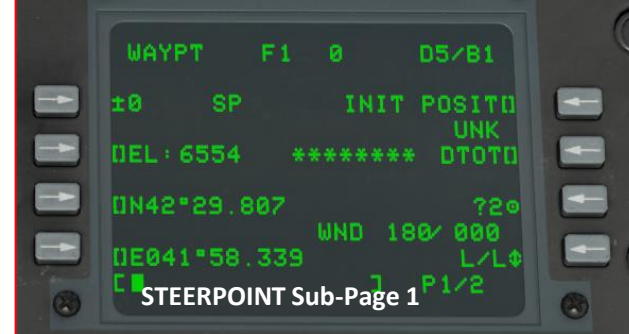 WAYPT F1 0 D5/B1
±0 SP INIT POSIT[]
UNK
[]EL:6554 ******** DTOT[]
[]N42°29.807 ?2⊙
WND 180/ 000
[]E041°58.339 L/L↕
[ ] P1/2
STEERPOINT Sub-Page 1